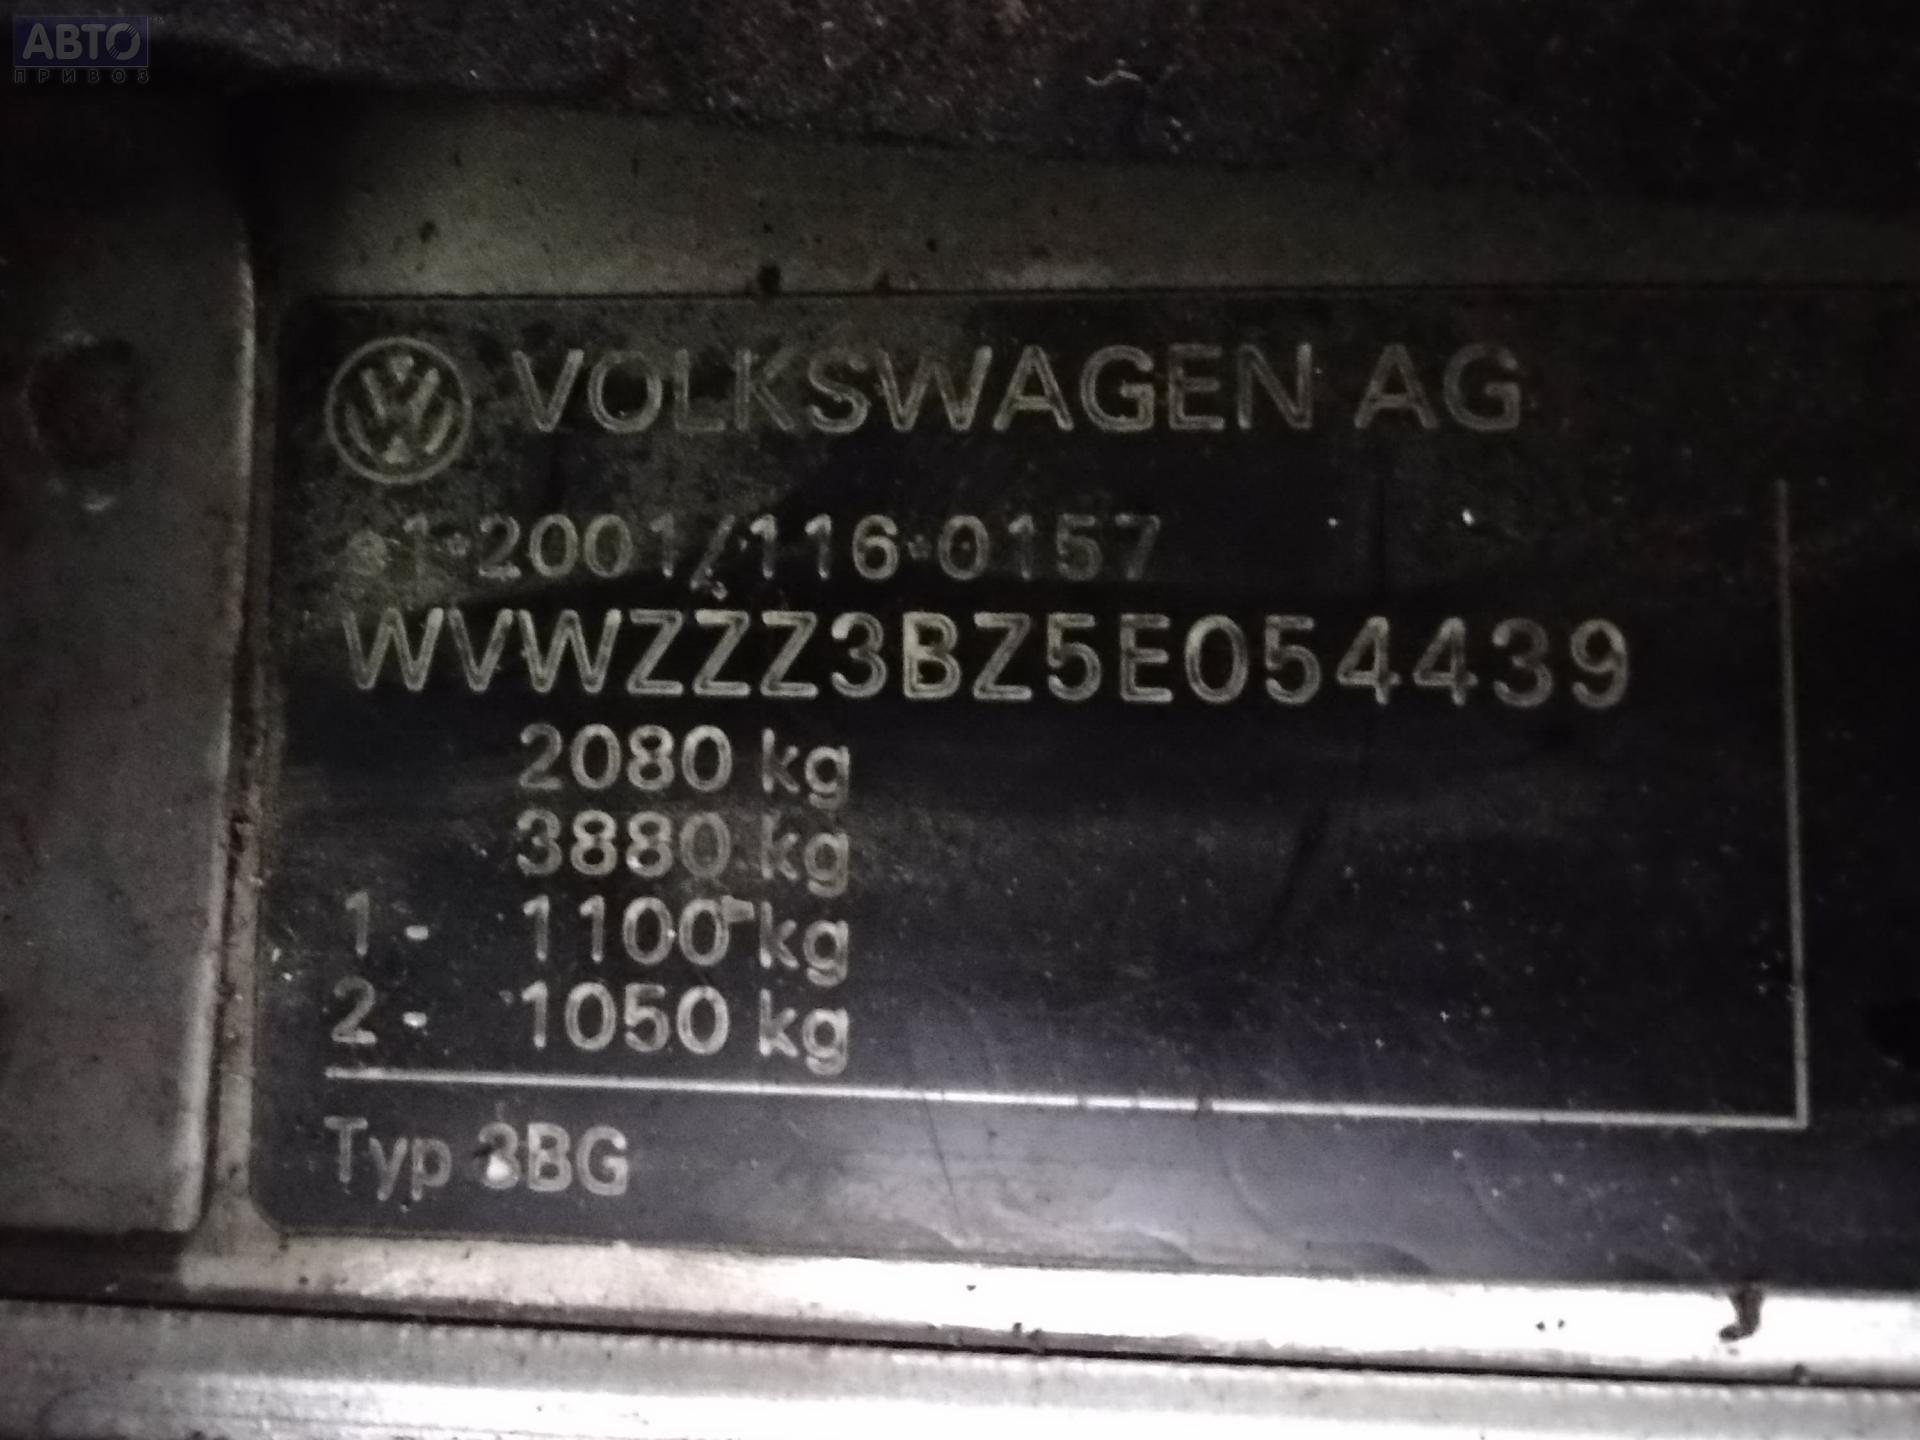 АВТО
ПРИВОЗ
VOLKSWAGEN AG
e1*2001/116*0157
WVWZZZ3BZ5E054439
2080 kg
3880 kg
1 - 1100 kg
2 - 1050 kg
Typ 3BG